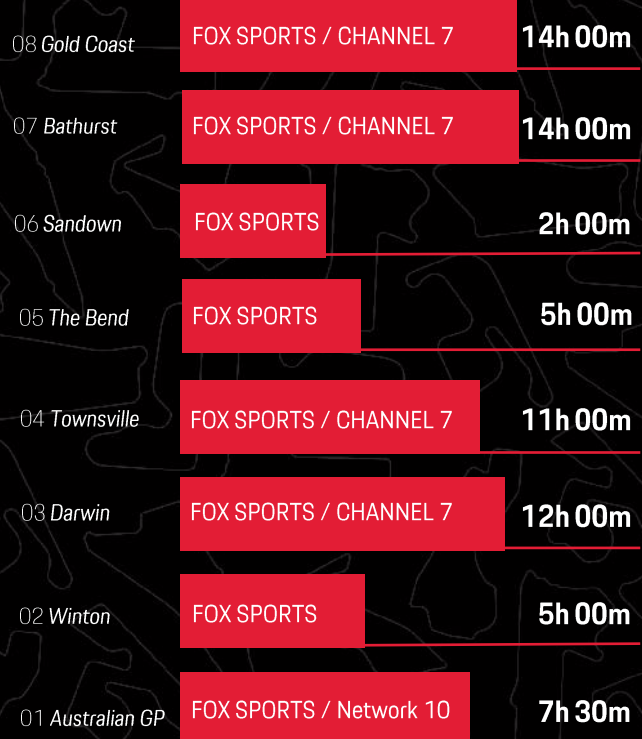 08 Gold Coast FOX SPORTS / CHANNEL 7 14h 00m
07 Bathurst FOX SPORTS / CHANNEL 7 14h 00m
06 Sandown FOX SPORTS 2h 00m
05 The Bend FOX SPORTS 5h 00m
04 Townsville FOX SPORTS / CHANNEL 7 11h 00m
03 Darwin FOX SPORTS / CHANNEL 7 12h 00m
02 Winton FOX SPORTS 5h 00m
01 Australian GP FOX SPORTS / Network 10 7h 30m